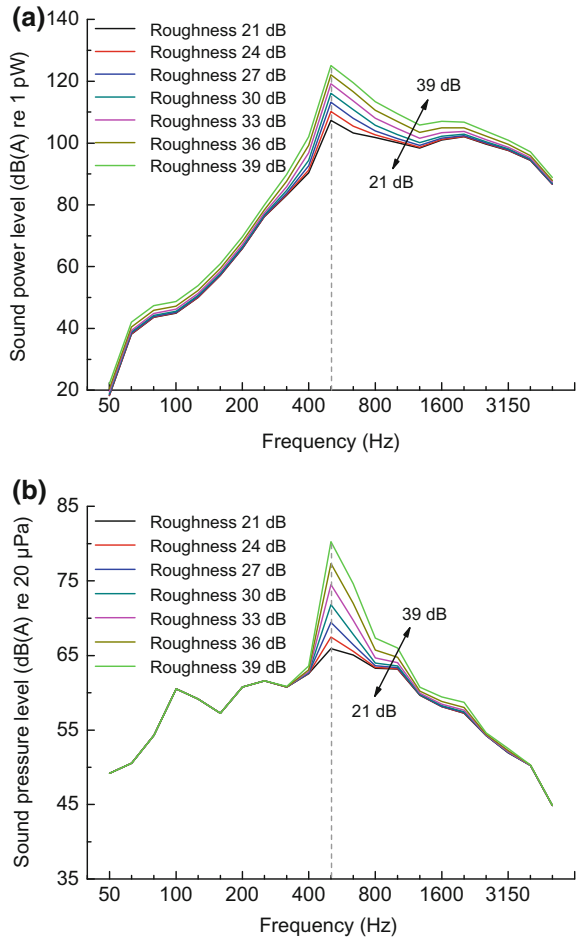 (a)
140
120
100
80
60
40
20
Sound power level (dB(A) re 1 pW)
Roughness 21 dB
Roughness 24 dB
Roughness 27 dB
Roughness 30 dB
Roughness 33 dB
Roughness 36 dB
Roughness 39 dB
39 dB
21 dB
50 100 200 400 800 1600 3150
Frequency (Hz)
(b)
85
75
65
55
45
35
Sound pressure level (dB(A) re 20 μPa)
Roughness 21 dB
Roughness 24 dB
Roughness 27 dB
Roughness 30 dB
Roughness 33 dB
Roughness 36 dB
Roughness 39 dB
39 dB
21 dB
50 100 200 400 800 1600 3150
Frequency (Hz)